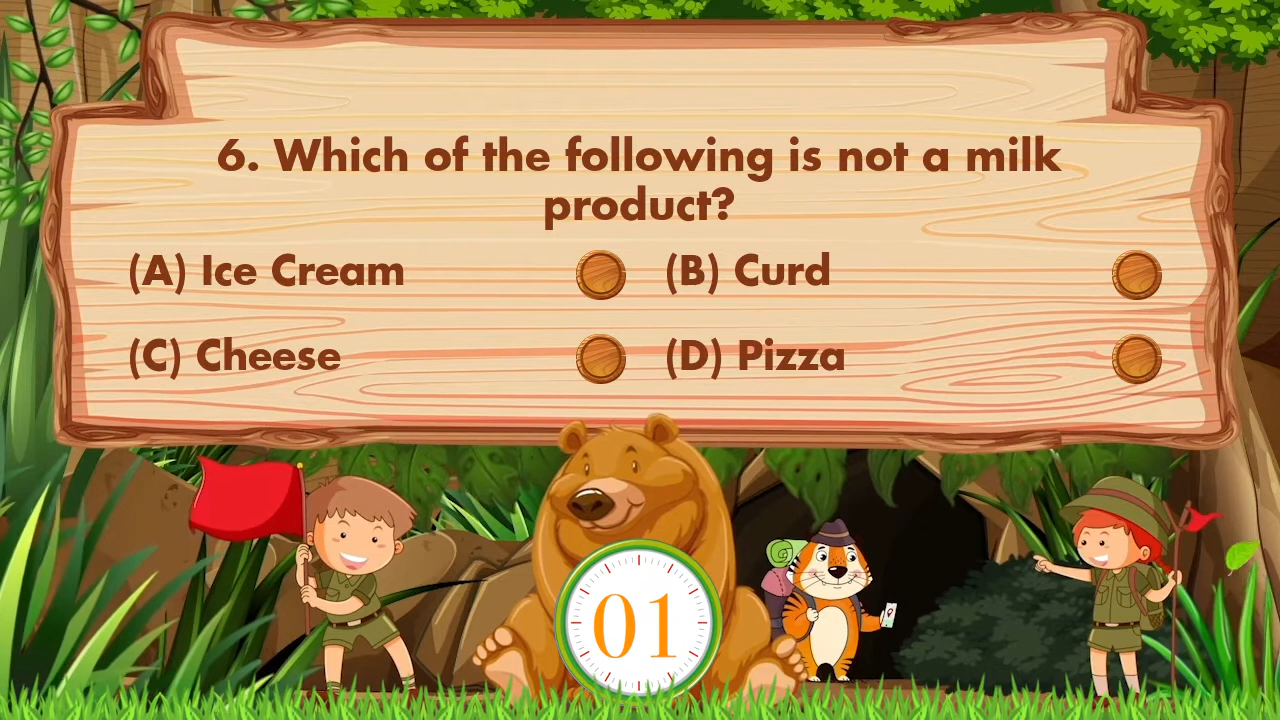 6. Which of the following is not a milk
product?
(A) Ice Cream
(B) Curd
(C) Cheese
(D) Pizza
01